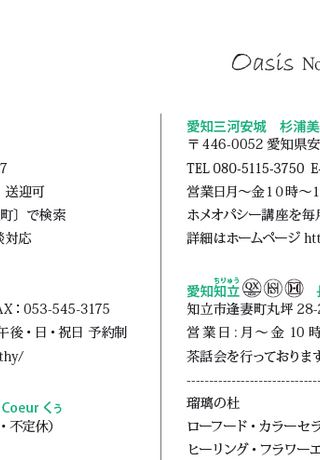 Oasis No
7
送迎可
町〕で検索
談対応
AX：053-545-3175
午後・日・祝日 予約制
thy/
Coeur くぅ
・不定休）
愛知三河安城　杉浦美
〒446-0052 愛知県安
TEL 080-5115-3750 E-
営業日月〜金10時〜1
ホメオパシー講座を毎月
詳細はホームページ htt
ちりゅう
愛知知立
知立市逢妻町丸坪 28-2
営業日：月〜金 10 時
茶話会を行っております
瑠璃の杜
ローフード・カラーセラ
ヒーリング・フラワーエ